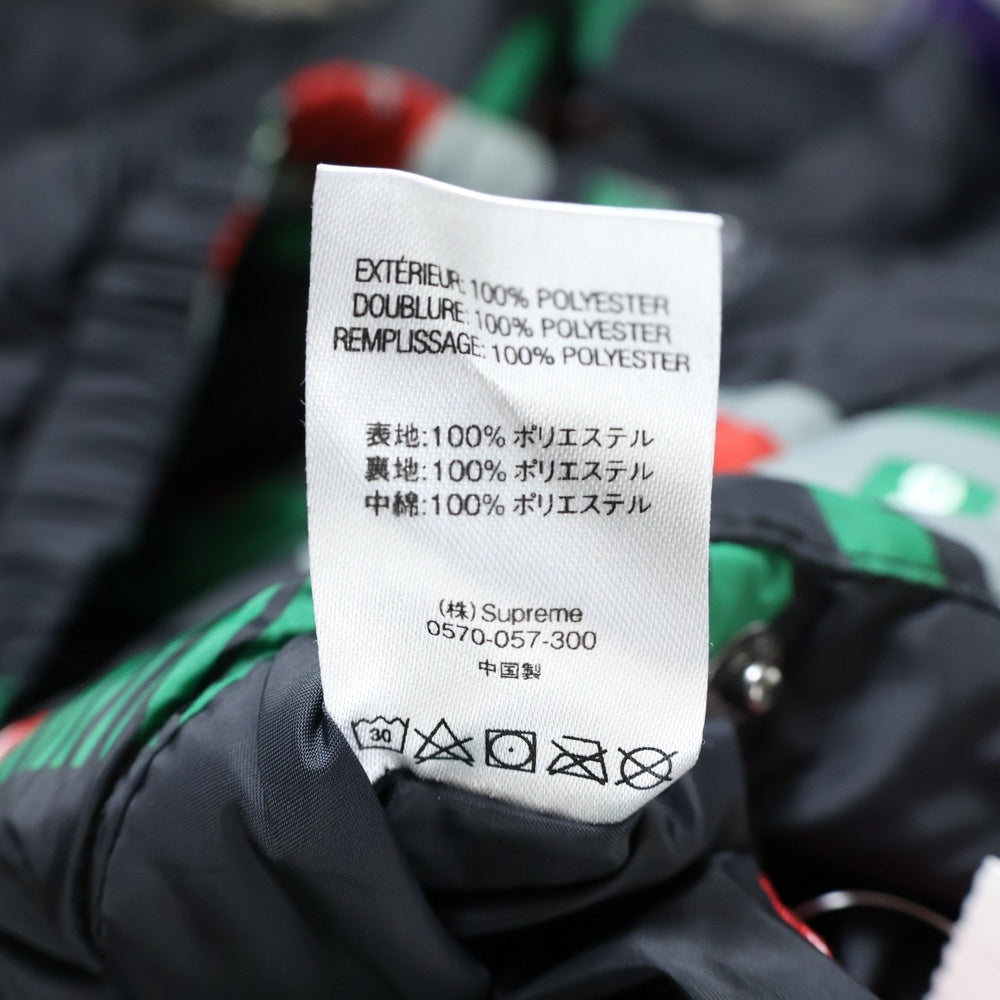 EXTÉRIEUR: 100% POLYESTER
DOUBLURE: 100% POLYESTER
REMPLISSAGE: 100% POLYESTER
表地:100% ポリエステル
裏地:100% ポリエステル
中綿:100% ポリエステル
(株) Supreme
0570-057-300
中国製
30